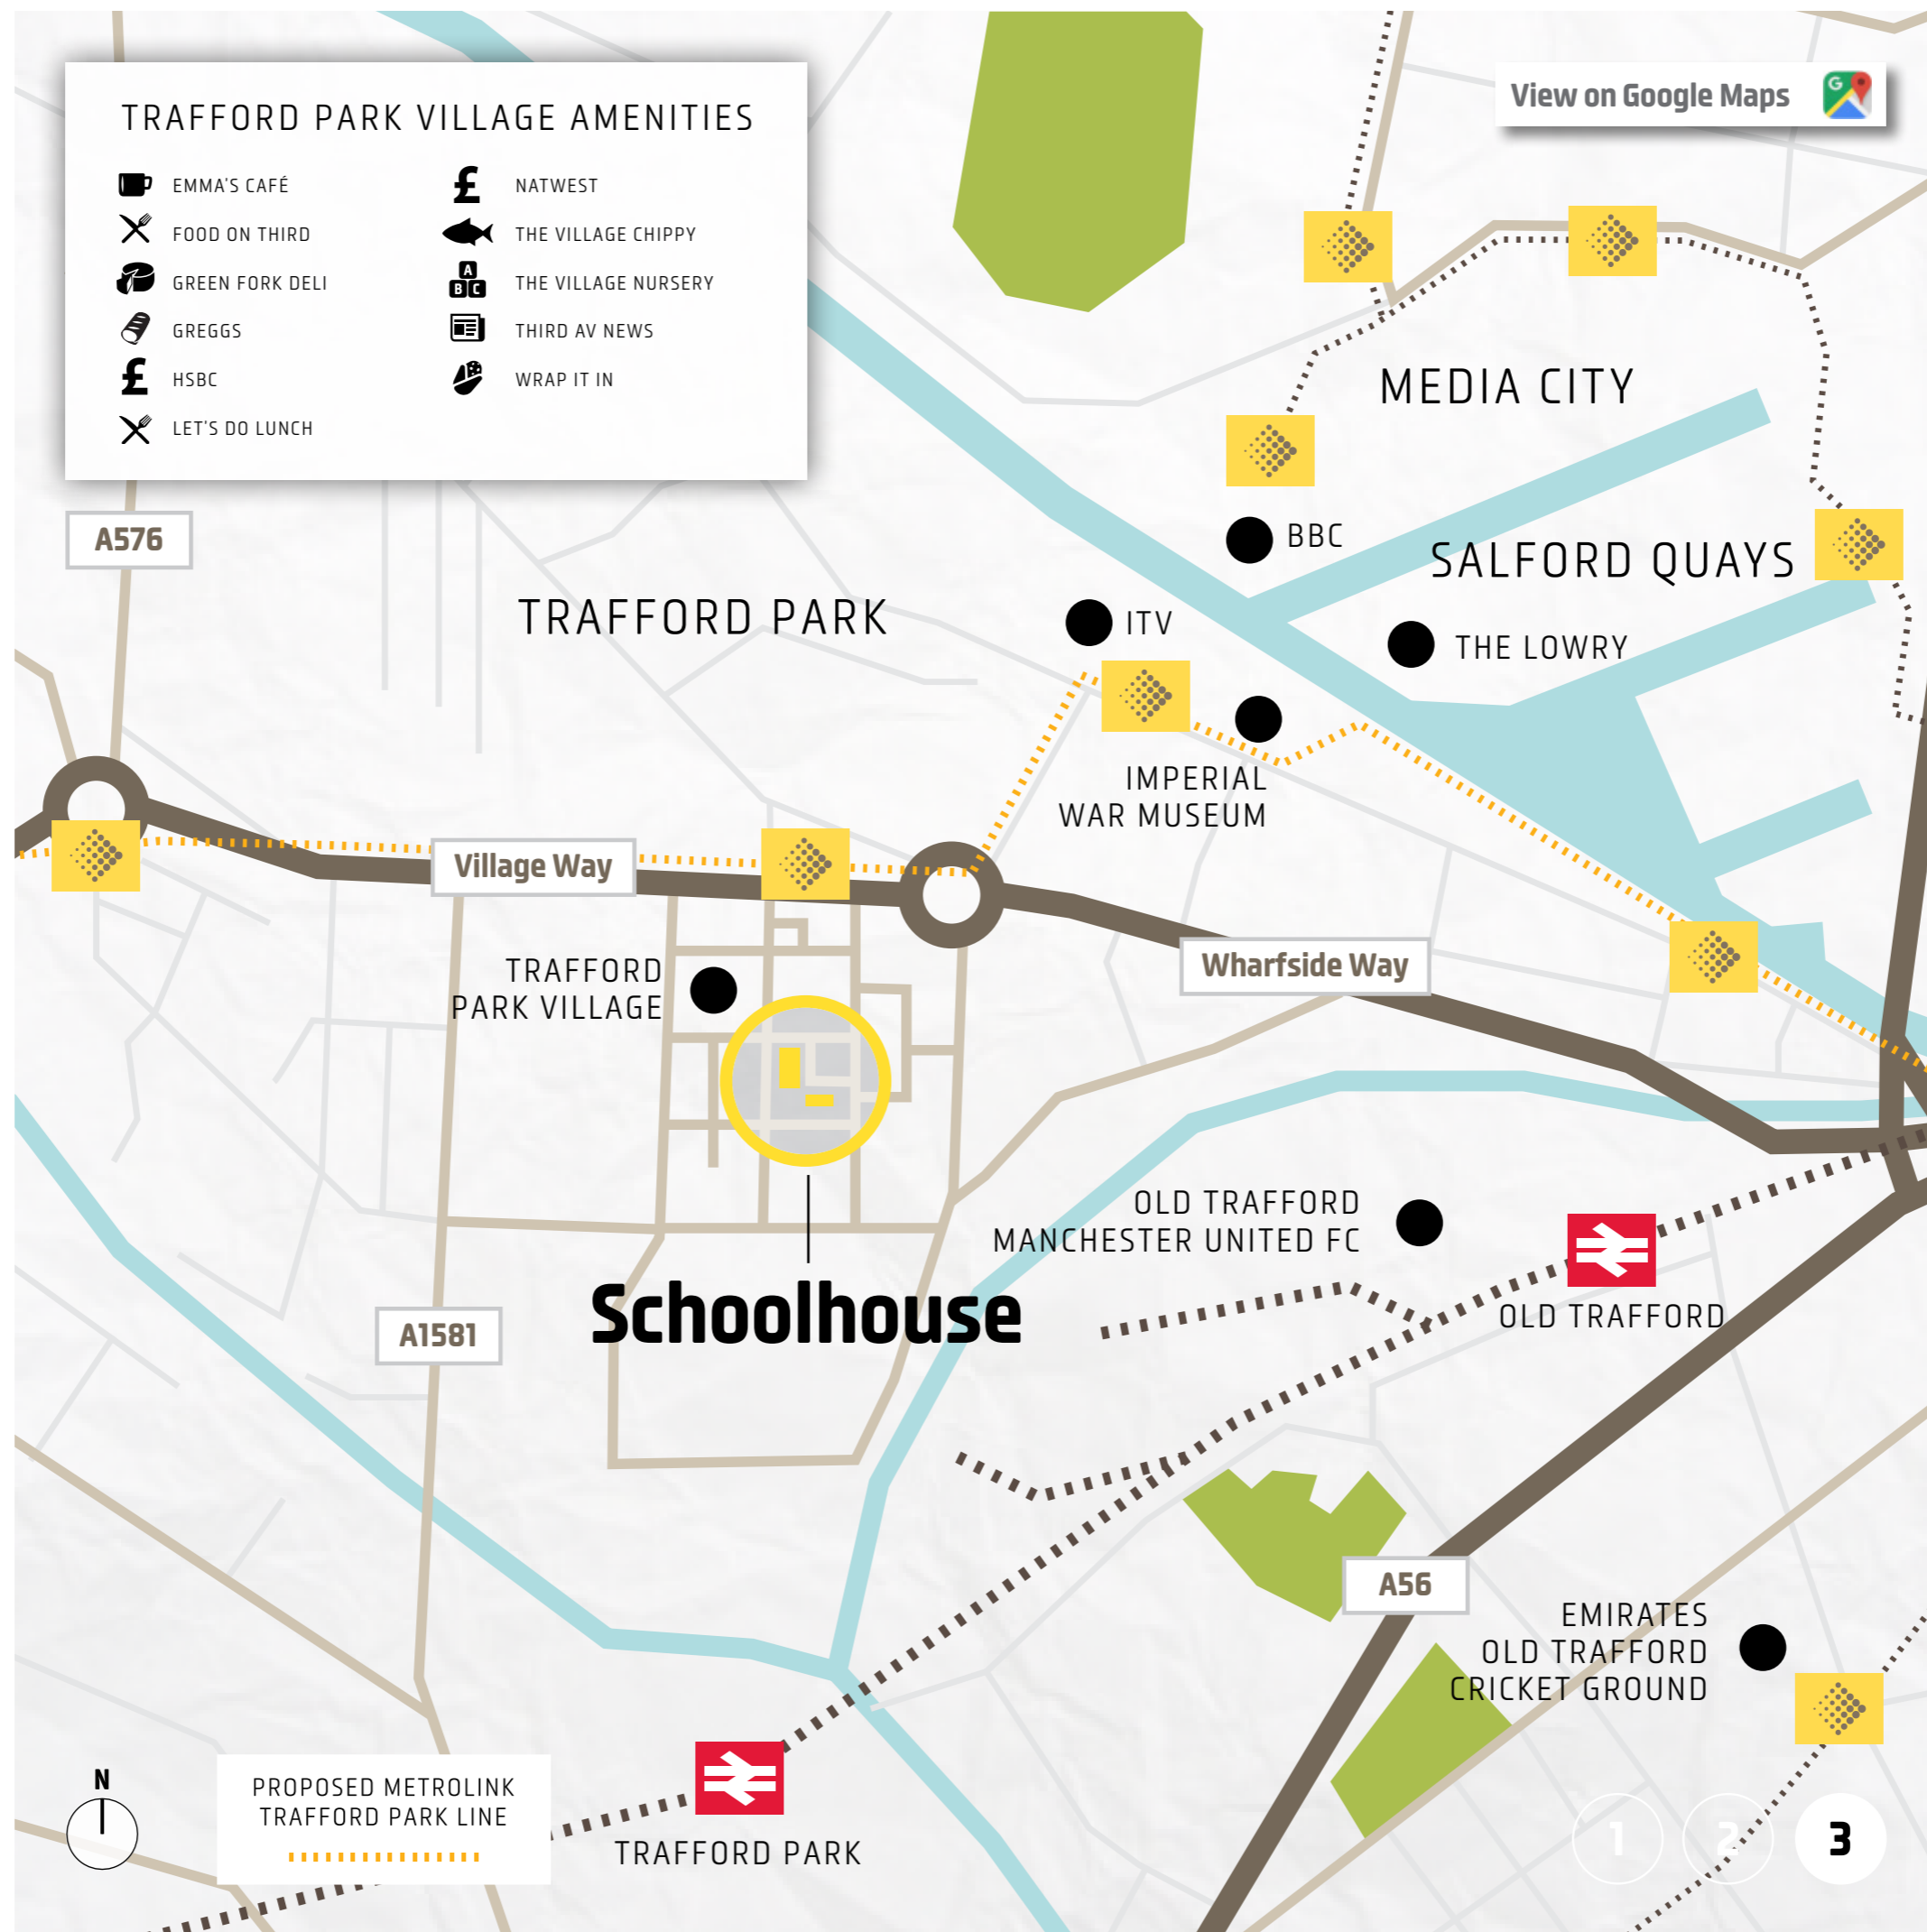 TRAFFORD PARK VILLAGE AMENITIES
EMMA'S CAFÉ
FOOD ON THIRD
GREEN FORK DELI
GREGGS
HSBC
LET'S DO LUNCH
NATWEST
THE VILLAGE CHIPPY
A
B C
THE VILLAGE NURSERY
THIRD AV NEWS
WRAP IT IN
View on Google Maps
G
MEDIA CITY
A576
BBC
SALFORD QUAYS
TRAFFORD PARK
ITV
THE LOWRY
IMPERIAL
WAR MUSEUM
Village Way
TRAFFORD
PARK VILLAGE
Wharfside Way
OLD TRAFFORD
MANCHESTER UNITED FC
Schoolhouse
OLD TRAFFORD
A1581
A56
EMIRATES
OLD TRAFFORD
CRICKET GROUND
N
PROPOSED METROLINK
TRAFFORD PARK LINE
TRAFFORD PARK
1
2
3